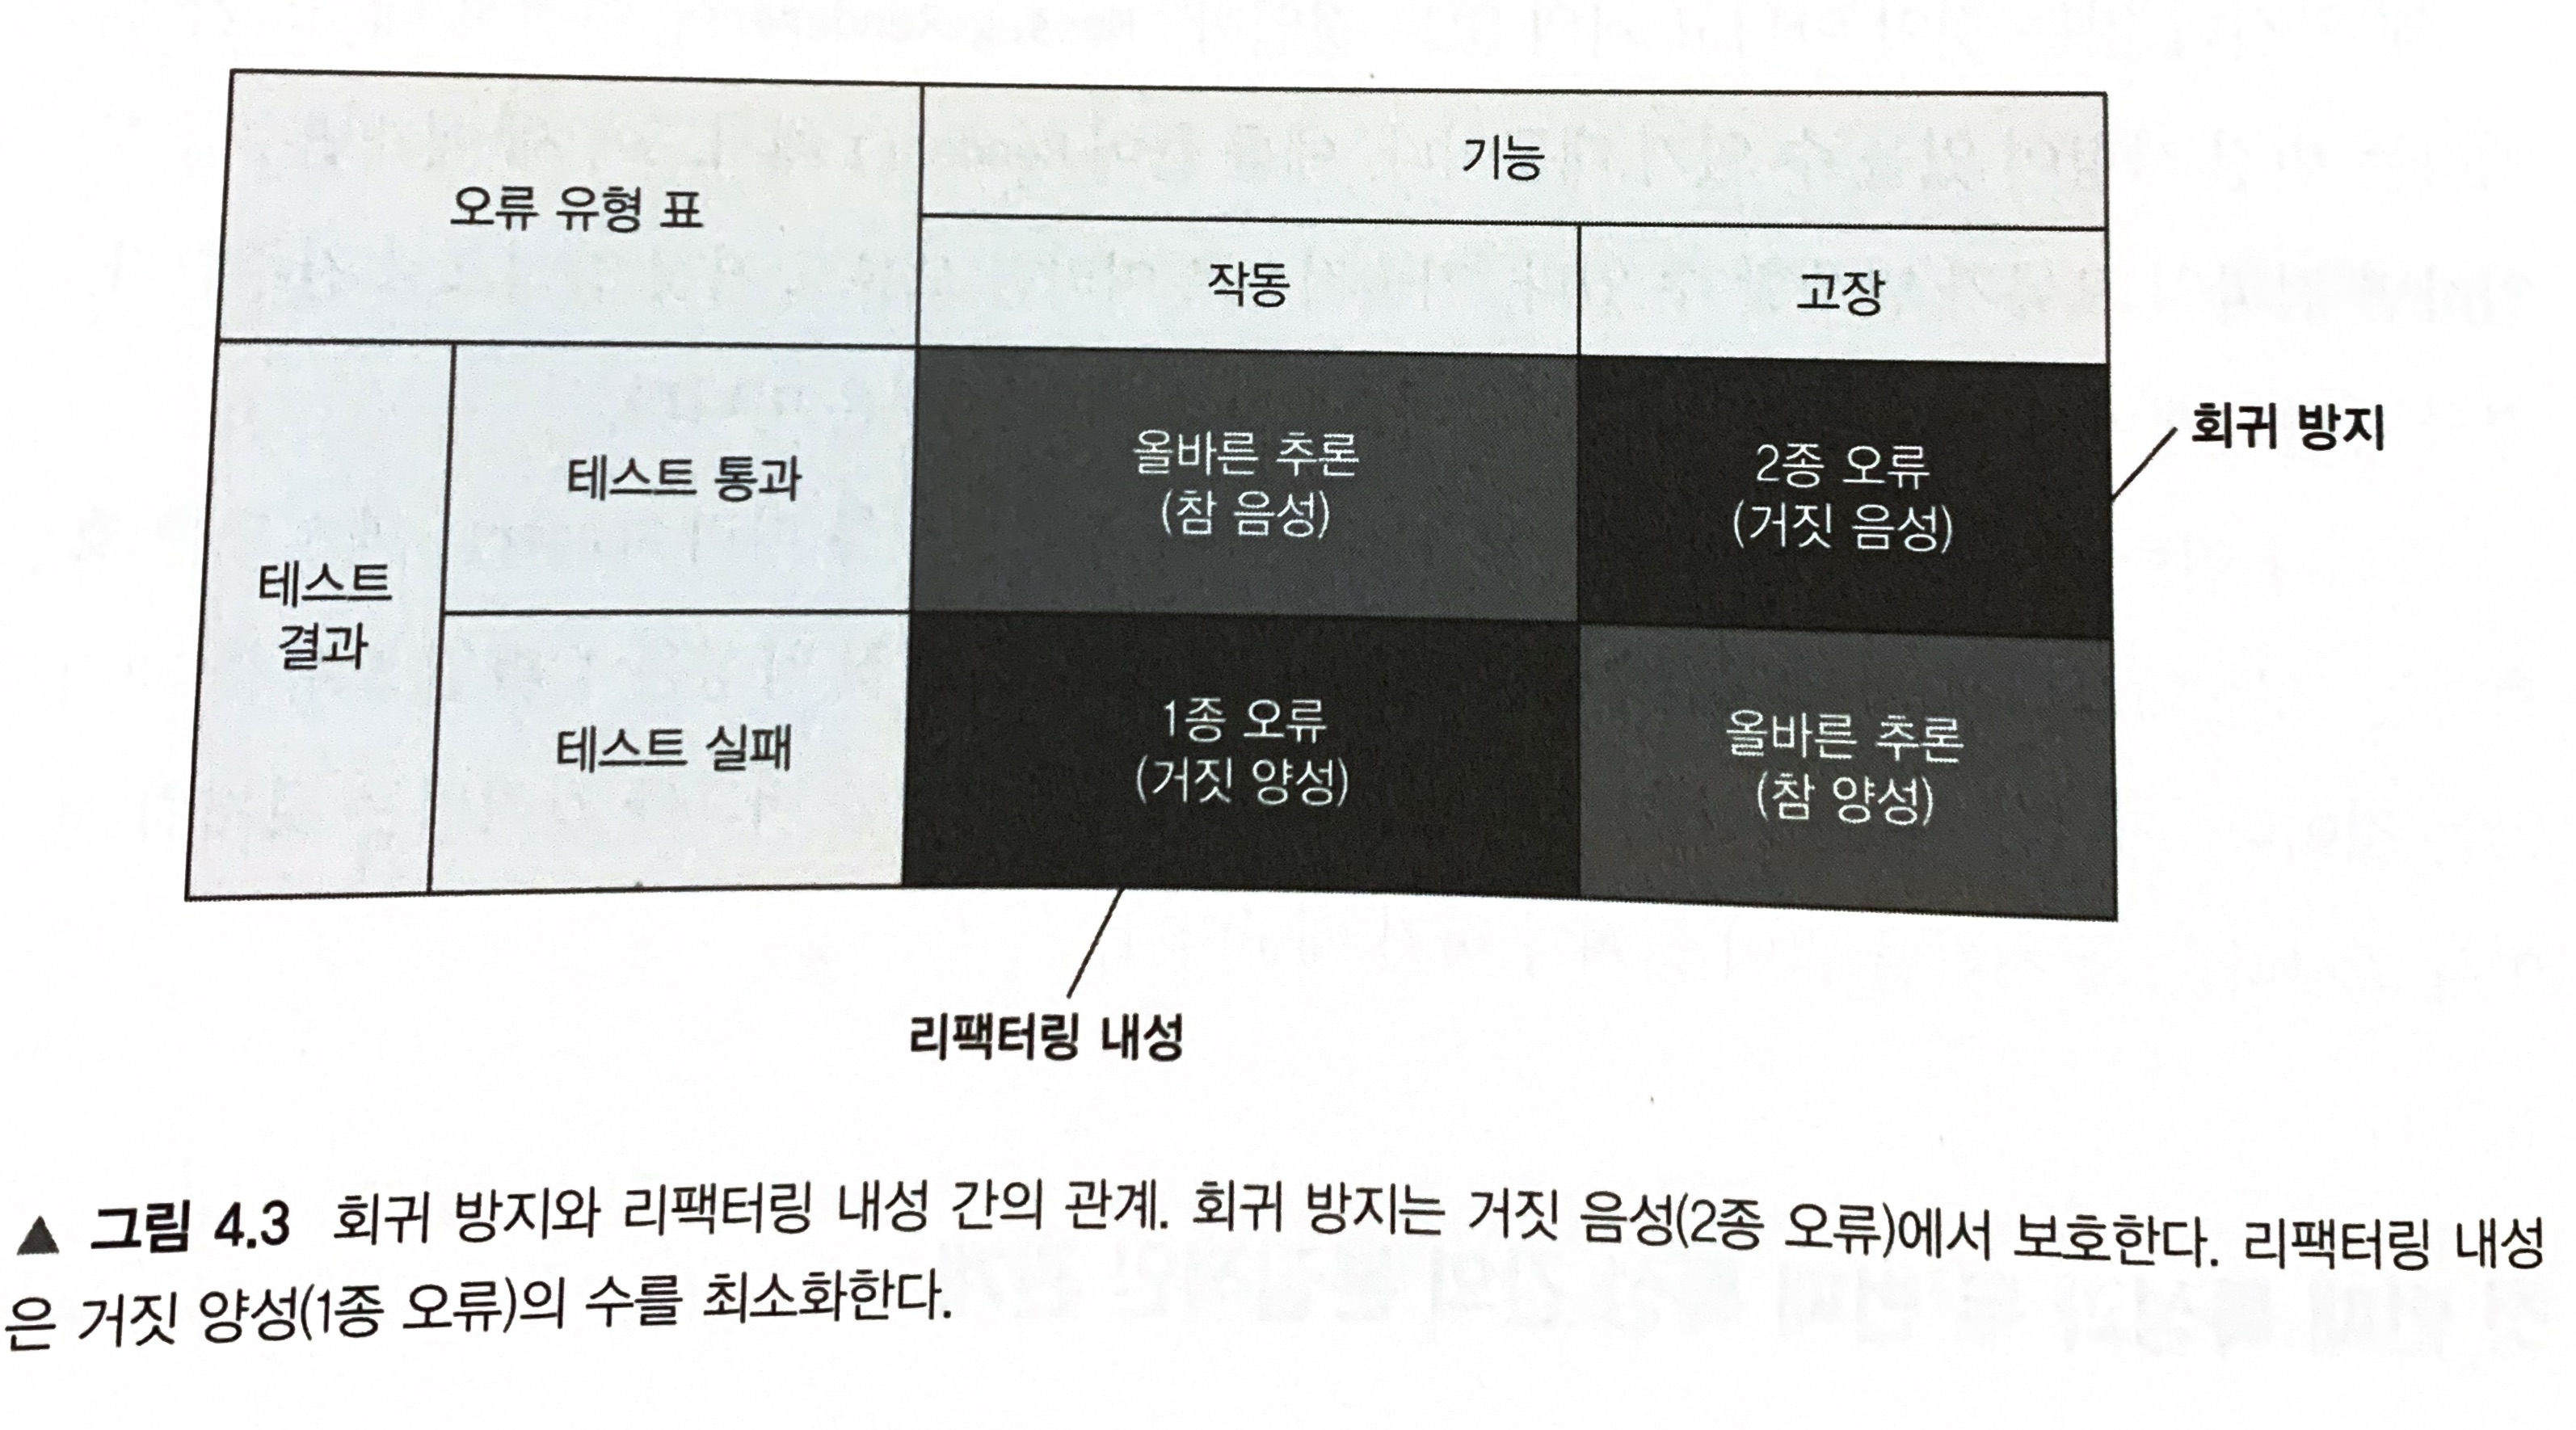 오류 유형 표
기능
작동
고장
테스트
결과
테스트 통과
올바른 추론
(참 음성)
2종 오류
(거짓 음성)
회귀 방지
테스트 실패
1종 오류
(거짓 양성)
올바른 추론
(참 양성)
리팩터링 내성
▲ 그림 4.3 회귀 방지와 리팩터링 내성 간의 관계. 회귀 방지는 거짓 음성(2종 오류)에서 보호한다. 리팩터링 내성
은 거짓 양성(1종 오류)의 수를 최소화한다.